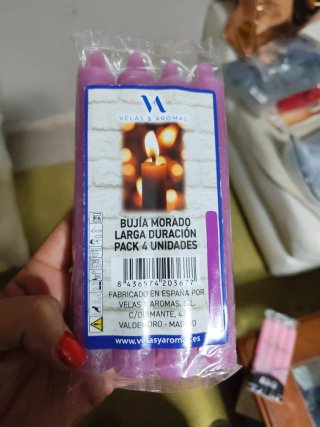 VA
VELAS & AROMAS
BUJÍA MORADO
LARGA DURACIÓN
PACK 4 UNIDADES
8 436574 203677
FABRICADO EN ESPAÑA POR
VELAS Y AROMAS, S.L.
C/DIAMANTE, 42
VALDEMORO - MADRID
www.velasyaromas.es